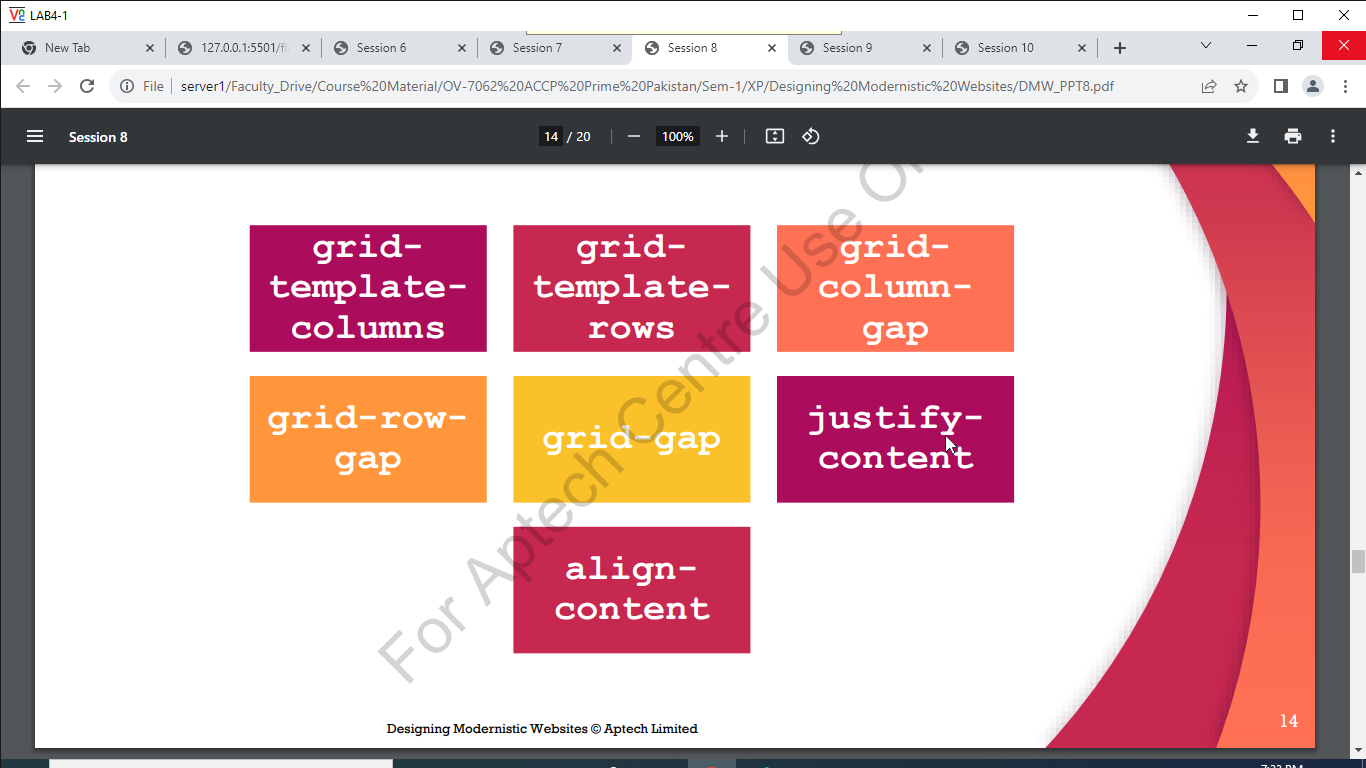 LAB4-1
New Tab
127.0.0.1:5501/fl
Session 6
Session 7
Session 8
Session 9
Session 10
File
server1/Faculty_Drive/Course%20Material/OV-7062%20ACCP%20Prime%20Pakistan/Sem-1/XP/Designing%20Modernistic%20Websites/DMW_PPT8.pdf
Session 8
14 / 20
100%
grid-
template-
columns
grid-
template-
rows
grid-
column-
gap
grid-row-
gap
grid-gap
justify-
content
align-
content
For Aptech Centre Use
Designing Modernistic Websites © Aptech Limited
14